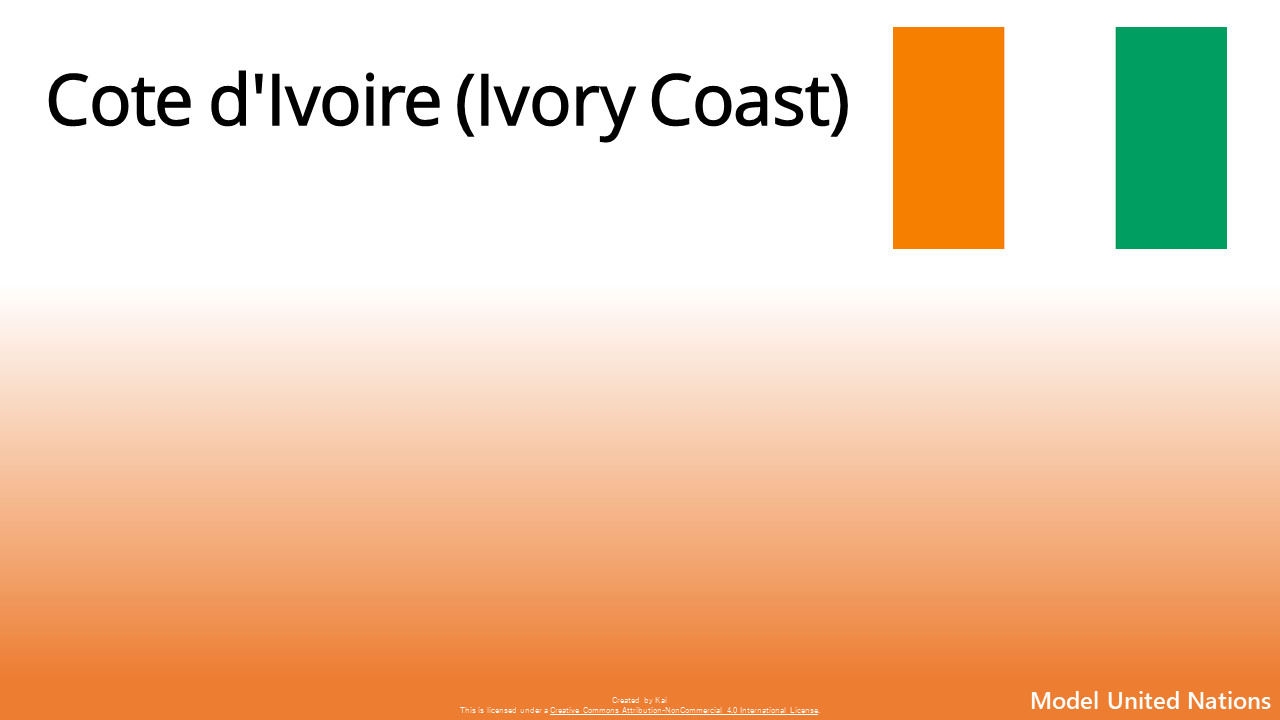 Cote d'Ivoire (Ivory Coast)
Created by Kai
This is licensed under a Creative Commons Attribution-NonCommercial 4.0 International License.
Model United Nations